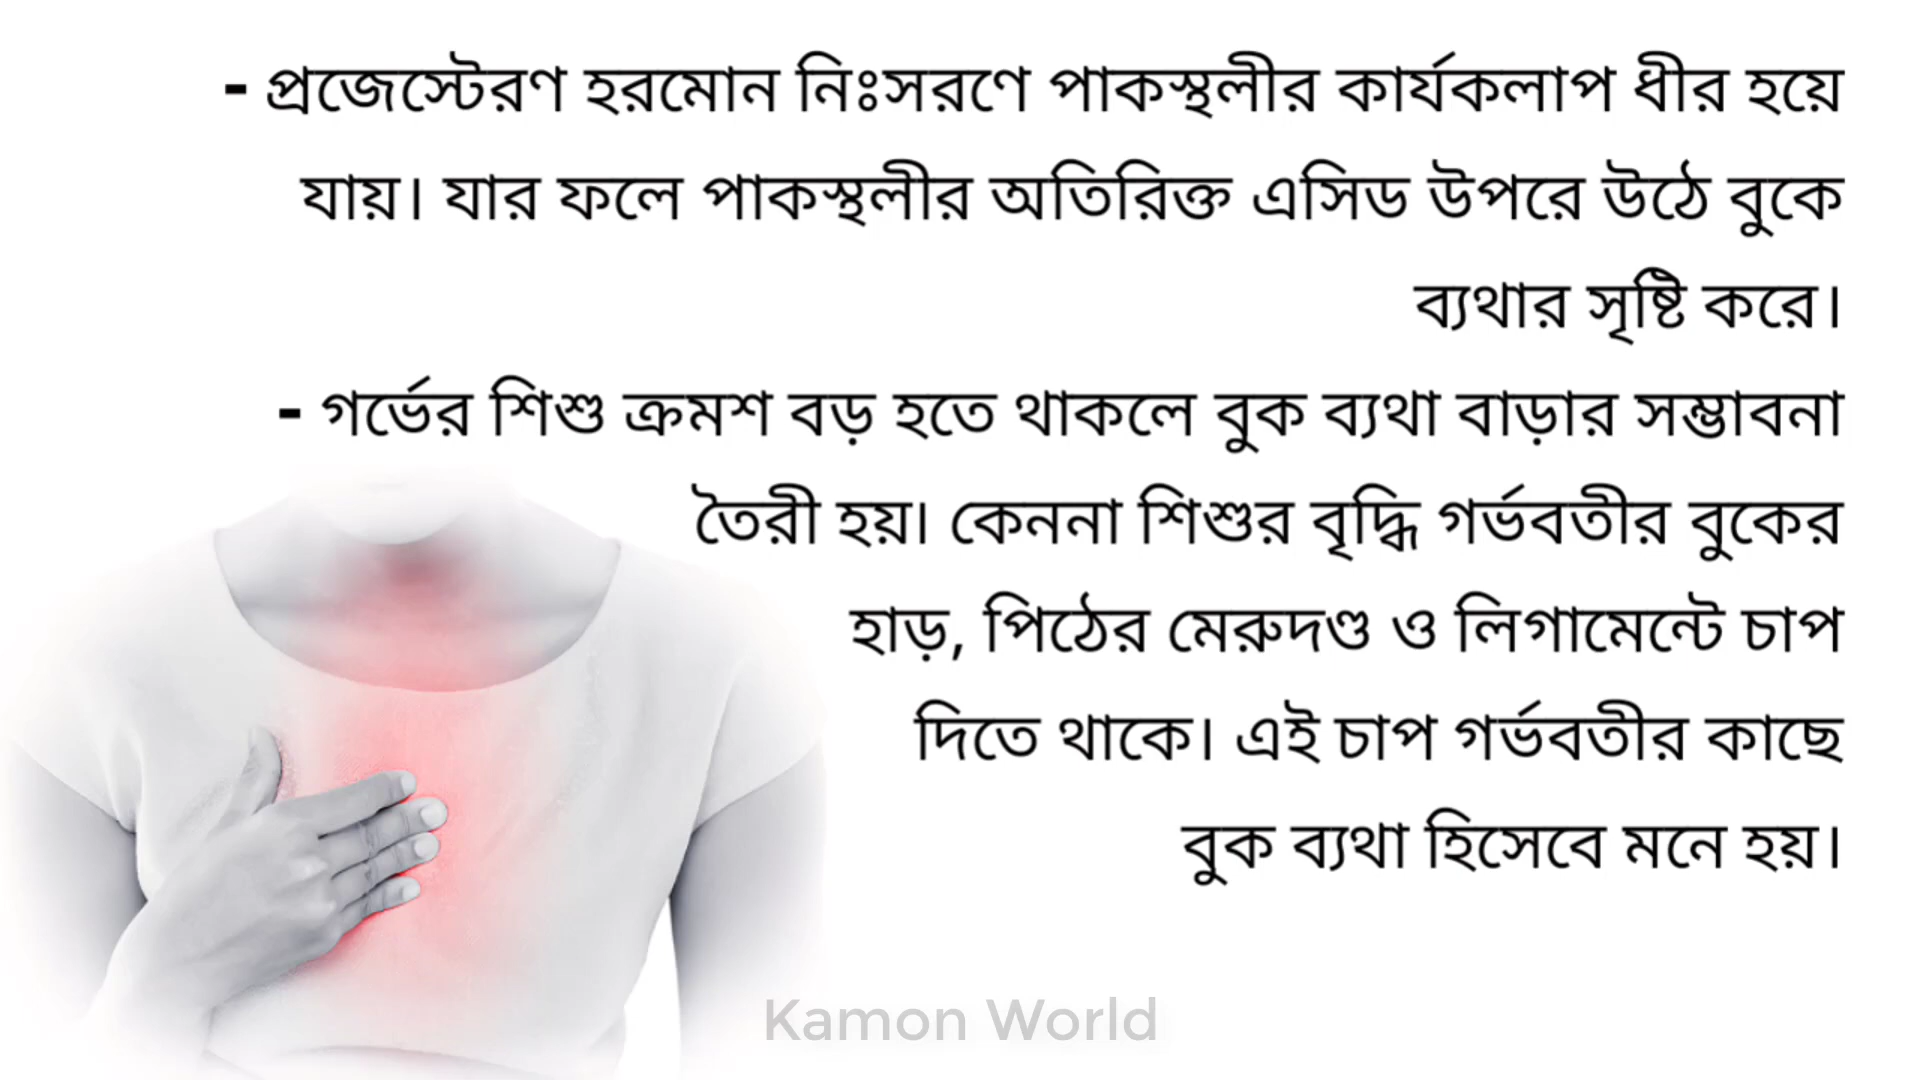 - প্রজেস্টেরণ হরমোন নিঃসরণে পাকস্থলীর কার্যকলাপ ধীর হয়ে
যায়। যার ফলে পাকস্থলীর অতিরিক্ত এসিড উপরে উঠে বুকে
ব্যথার সৃষ্টি করে।
- গর্ভের শিশু ক্রমশ বড় হতে থাকলে বুক ব্যথা বাড়ার সম্ভাবনা
তৈরী হয়। কেননা শিশুর বৃদ্ধি গর্ভবতীর বুকের
হাড়, পিঠের মেরুদণ্ড ও লিগামেন্টে চাপ
দিতে থাকে। এই চাপ গর্ভবতীর কাছে
বুক ব্যথা হিসেবে মনে হয়।
Kamon World